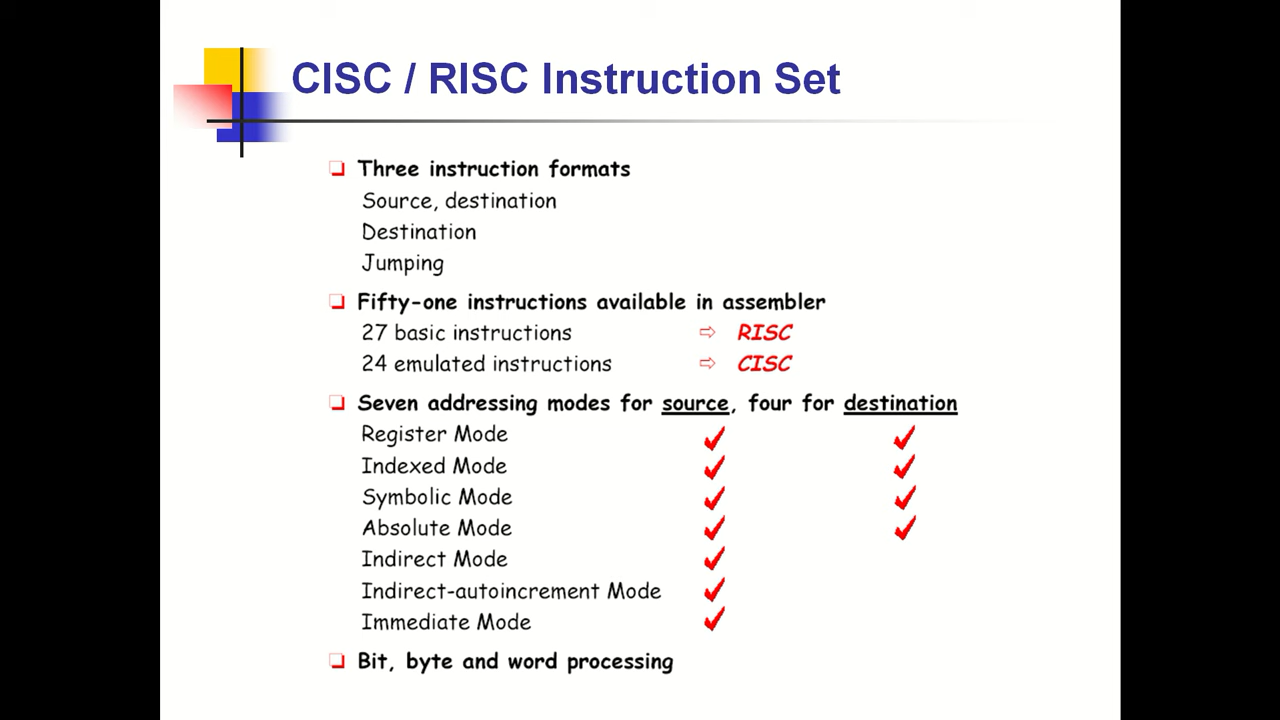 CISC / RISC Instruction Set
Three instruction formats
Source, destination
Destination
Jumping
Fifty-one instructions available in assembler
27 basic instructions ⇨ RISC
24 emulated instructions ⇨ CISC
Seven addressing modes for source, four for destination
Register Mode ✓ ✓
Indexed Mode ✓ ✓
Symbolic Mode ✓ ✓
Absolute Mode ✓ ✓
Indirect Mode ✓
Indirect-autoincrement Mode ✓
Immediate Mode ✓
Bit, byte and word processing